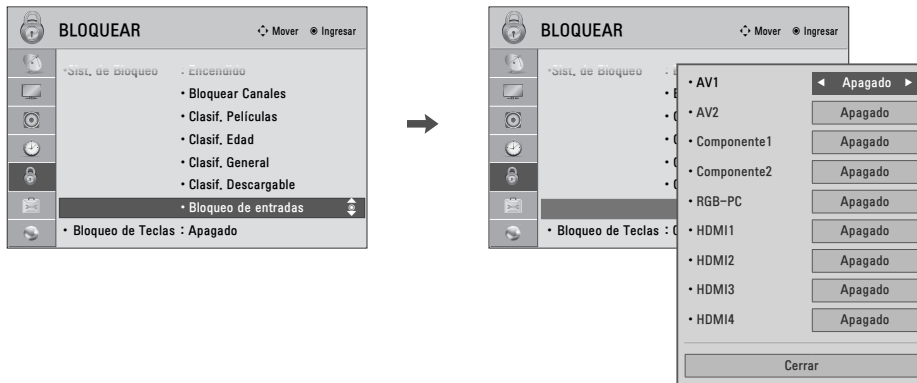 BLOQUEAR
Mover
Ingresar
•Sist. de Bloqueo : Encendido
• Bloquear Canales
• Clasif. Películas
• Clasif. Edad
• Clasif. General
• Clasif. Descargable
• Bloqueo de entradas
• Bloqueo de Teclas : Apagado
BLOQUEAR
Mover
Ingresar
•Sist. de Bloqueo :
• Bloqueo de Teclas :
• AV1 ◄ Apagado ►
• AV2 Apagado
• Componente1 Apagado
• Componente2 Apagado
• RGB-PC Apagado
• HDMI1 Apagado
• HDMI2 Apagado
• HDMI3 Apagado
• HDMI4 Apagado
Cerrar